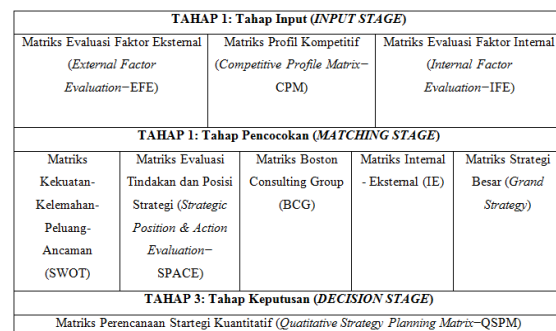 TAHAP 1: Tahap Input (INPUT STAGE)
Matriks Evaluasi Faktor Eksternal
(External Factor
Evaluation–EFE)
Matriks Profil Kompetitif
(Competitive Profile Matrix–
CPM)
Matriks Evaluasi Faktor Internal
(Internal Factor
Evaluation–IFE)
TAHAP 1: Tahap Pencocokan (MATCHING STAGE)
Matriks
Kekuatan-
Kelemahan-
Peluang-
Ancaman
(SWOT)
Matriks Evaluasi
Tindakan dan Posisi
Strategi (Strategic
Position & Action
Evaluation–
SPACE)
Matriks Boston
Consulting Group
(BCG)
Matriks Internal
- Eksternal (IE)
Matriks Strategi
Besar (Grand
Strategy)
TAHAP 3: Tahap Keputusan (DECISION STAGE)
Matriks Perencanaan Startegi Kuantitatif (Qutitative Strategy Planning Matrix–QSPM)